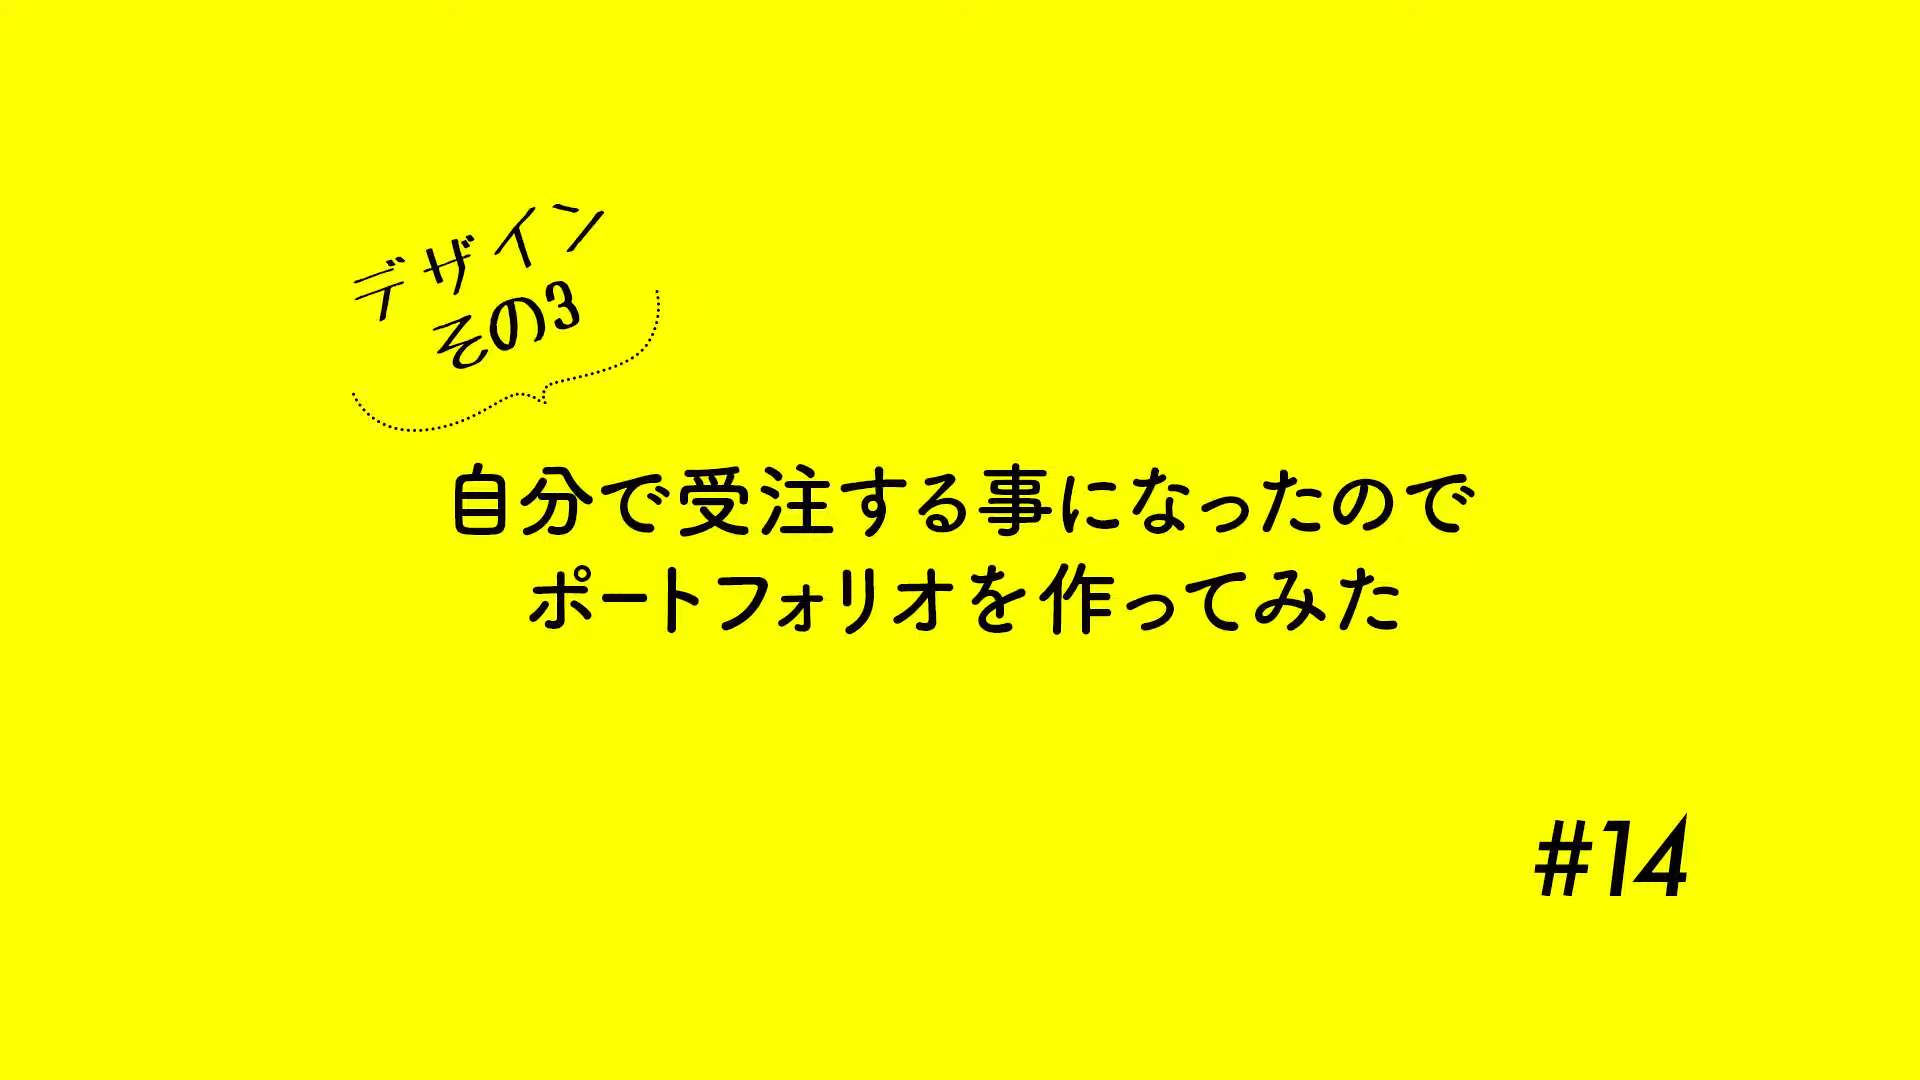 デザイン
その3
自分で受注する事になったので
ポートフォリオを作ってみた
#14